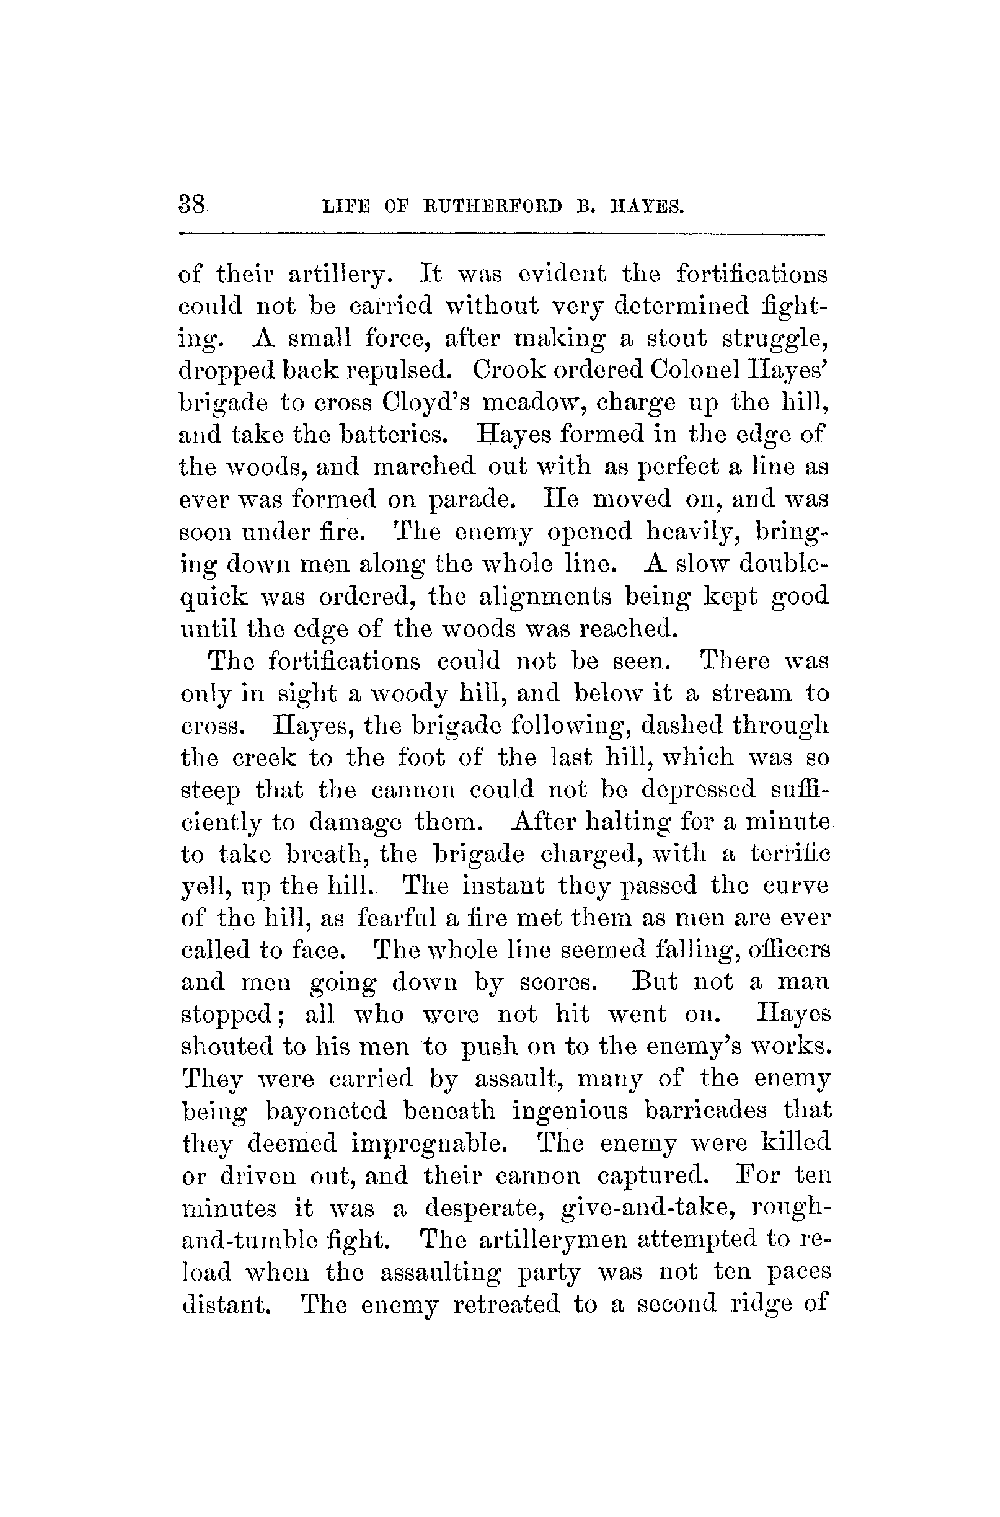 38 LIFE OF RUTHERFORD B. HAYES.
of their artillery. It was evident the fortifications
could not be carried without very determined fight-
ing. A small force, after making a stout struggle,
dropped back repulsed. Crook ordered Colonel Hayes'
brigade to cross Cloyd's meadow, charge up the hill,
and take the batteries. Hayes formed in the edge of
the woods, and marched out with as perfect a line as
ever was formed on parade. He moved on, and was
soon under fire. The enemy opened heavily, bring-
ing down men along the whole line. A slow double-
quick was ordered, the alignments being kept good
until the edge of the woods was reached.
The fortifications could not be seen. There was
only in sight a woody hill, and below it a stream to
cross. Hayes, the brigade following, dashed through
the creek to the foot of the last hill, which was so
steep that the cannon could not be depressed suffi-
ciently to damage them. After halting for a minute
to take breath, the brigade charged, with a terrific
yell, up the hill. The instant they passed the curve
of the hill, as fearful a fire met them as men are ever
called to face. The whole line seemed falling, officers
and men going down by scores. But not a man
stopped; all who were not hit went on. Hayes
shouted to his men to push on to the enemy's works.
They were carried by assault, many of the enemy
being bayoneted beneath ingenious barricades that
they deemed impregnable. The enemy were killed
or driven out, and their cannon captured. For ten
minutes it was a desperate, give-and-take, rough-
and-tumble fight. The artillerymen attempted to re-
load when the assaulting party was not ten paces
distant. The enemy retreated to a second ridge of